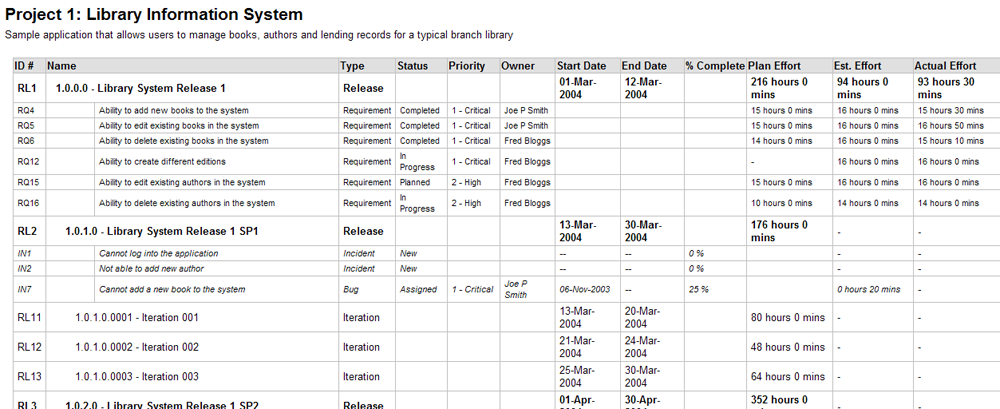 Project 1: Library Information System
Sample application that allows users to manage books, authors and lending records for a typical branch library
ID # Name Type Status Priority Owner Start Date End Date % Complete Plan Effort Est. Effort Actual Effort
RL1 1.0.0.0 - Library System Release 1 Release 01-Mar-2004 12-Mar-2004 216 hours 0 mins 94 hours 0 mins 93 hours 30 mins
RQ4 Ability to add new books to the system Requirement Completed 1 - Critical Joe P Smith 15 hours 0 mins 16 hours 0 mins 15 hours 30 mins
RQ5 Ability to edit existing books in the system Requirement Completed 1 - Critical Joe P Smith 15 hours 0 mins 16 hours 0 mins 16 hours 50 mins
RQ6 Ability to delete existing books in the system Requirement Completed 1 - Critical Fred Bloggs 14 hours 0 mins 16 hours 0 mins 15 hours 10 mins
RQ12 Ability to create different editions Requirement In Progress 1 - Critical Fred Bloggs - 16 hours 0 mins 16 hours 0 mins
RQ15 Ability to edit existing authors in the system Requirement Planned 2 - High Fred Bloggs 15 hours 0 mins 16 hours 0 mins 16 hours 0 mins
RQ16 Ability to delete existing authors in the system Requirement In Progress 2 - High Fred Bloggs 10 hours 0 mins 14 hours 0 mins 14 hours 0 mins
RL2 1.0.1.0 - Library System Release 1 SP1 Release 13-Mar-2004 30-Mar-2004 176 hours 0 mins - -
IN1 Cannot log into the application Incident New -- -- 0 % - -
IN2 Not able to add new author Incident New -- -- 0 % - -
IN7 Cannot add a new book to the system Bug Assigned 1 - Critical Joe P Smith 06-Nov-2003 -- 25 % 0 hours 20 mins -
RL11 1.0.1.0.0001 - Iteration 001 Iteration 13-Mar-2004 20-Mar-2004 80 hours 0 mins - -
RL12 1.0.1.0.0002 - Iteration 002 Iteration 21-Mar-2004 24-Mar-2004 48 hours 0 mins - -
RL13 1.0.1.0.0003 - Iteration 003 Iteration 25-Mar-2004 30-Mar-2004 64 hours 0 mins - -
RL3 1.0.2.0 - Library System Release 1 SP2 Release 01-Apr- 30-Apr- 352 hours 0 - -